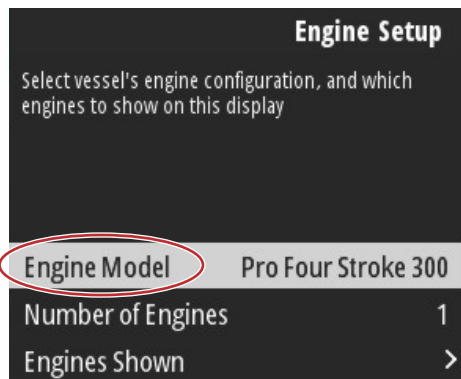 Engine Setup
Select vessel's engine configuration, and which
engines to show on this display
Engine Model Pro Four Stroke 300
Number of Engines 1
Engines Shown >